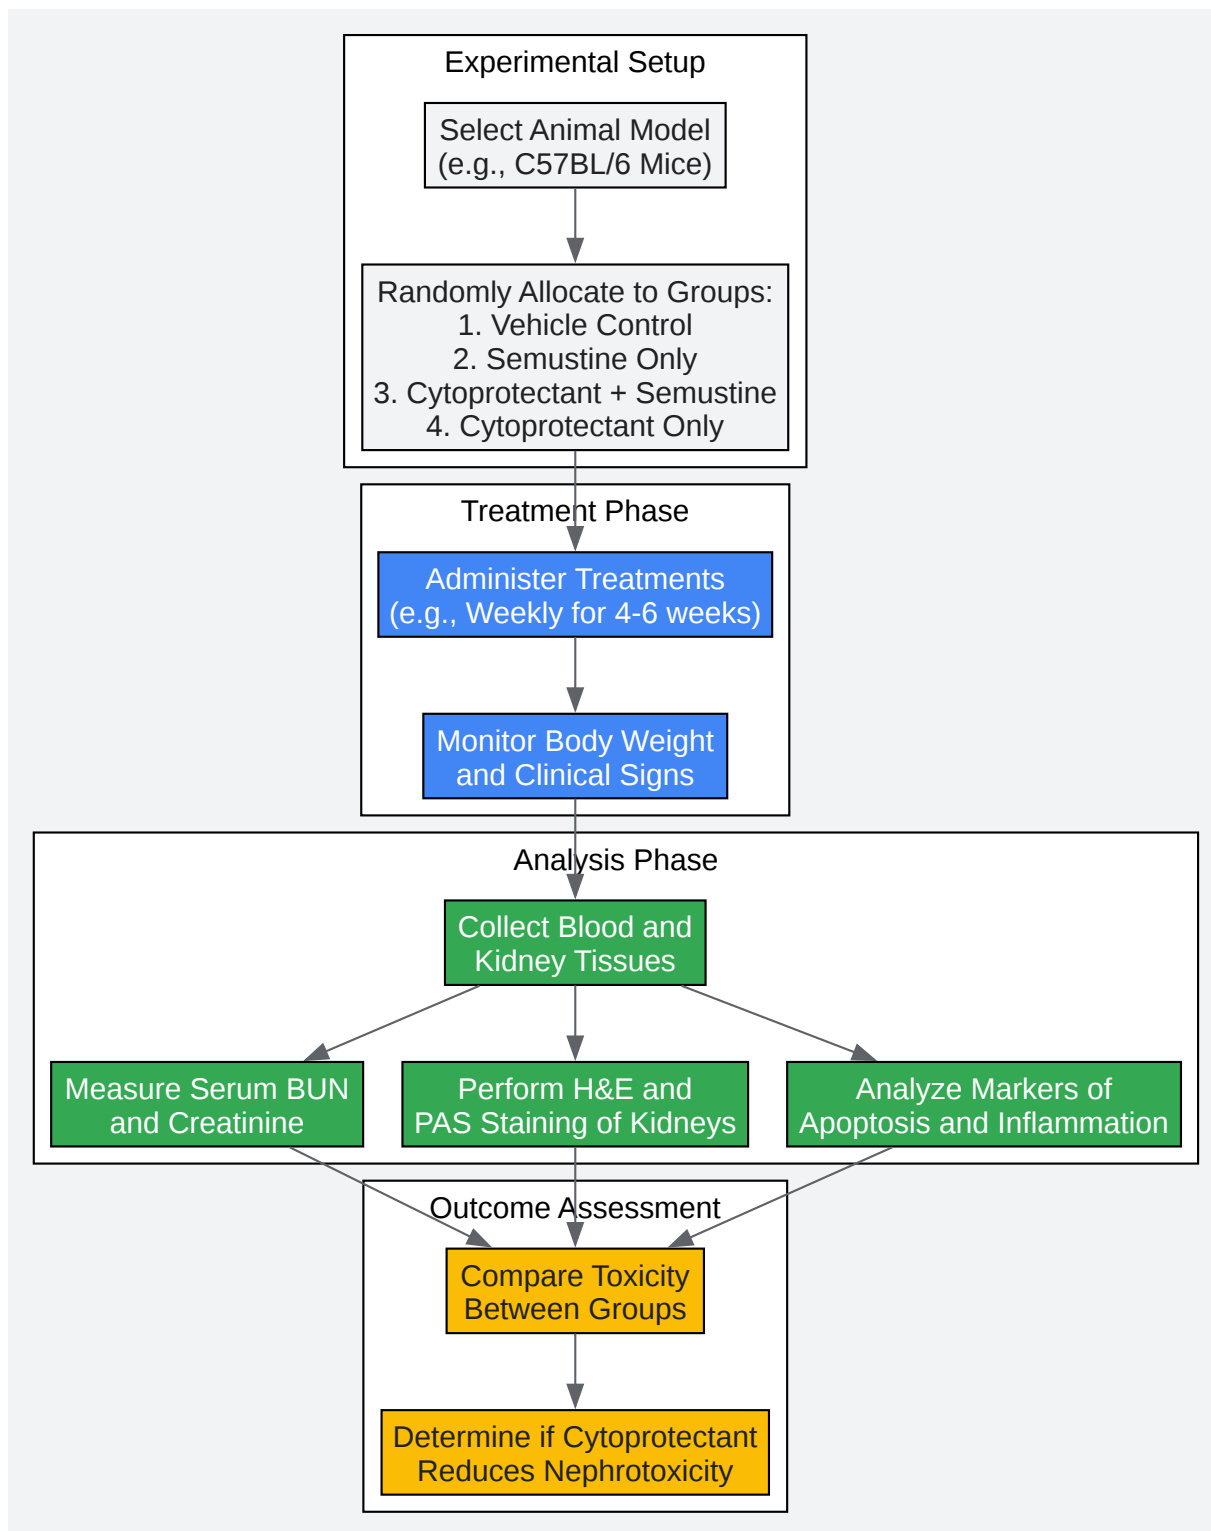 Experimental Setup
Select Animal Model
(e.g., C57BL/6 Mice)
Randomly Allocate to Groups:
1. Vehicle Control
2. Semustine Only
3. Cytoprotectant + Semustine
4. Cytoprotectant Only
Treatment Phase
Administer Treatments
(e.g., Weekly for 4-6 weeks)
Monitor Body Weight
and Clinical Signs
Analysis Phase
Collect Blood and
Kidney Tissues
Measure Serum BUN
and Creatinine
Perform H&E and
PAS Staining of Kidneys
Analyze Markers of
Apoptosis and Inflammation
Outcome Assessment
Compare Toxicity
Between Groups
Determine if Cytoprotectant
Reduces Nephrotoxicity